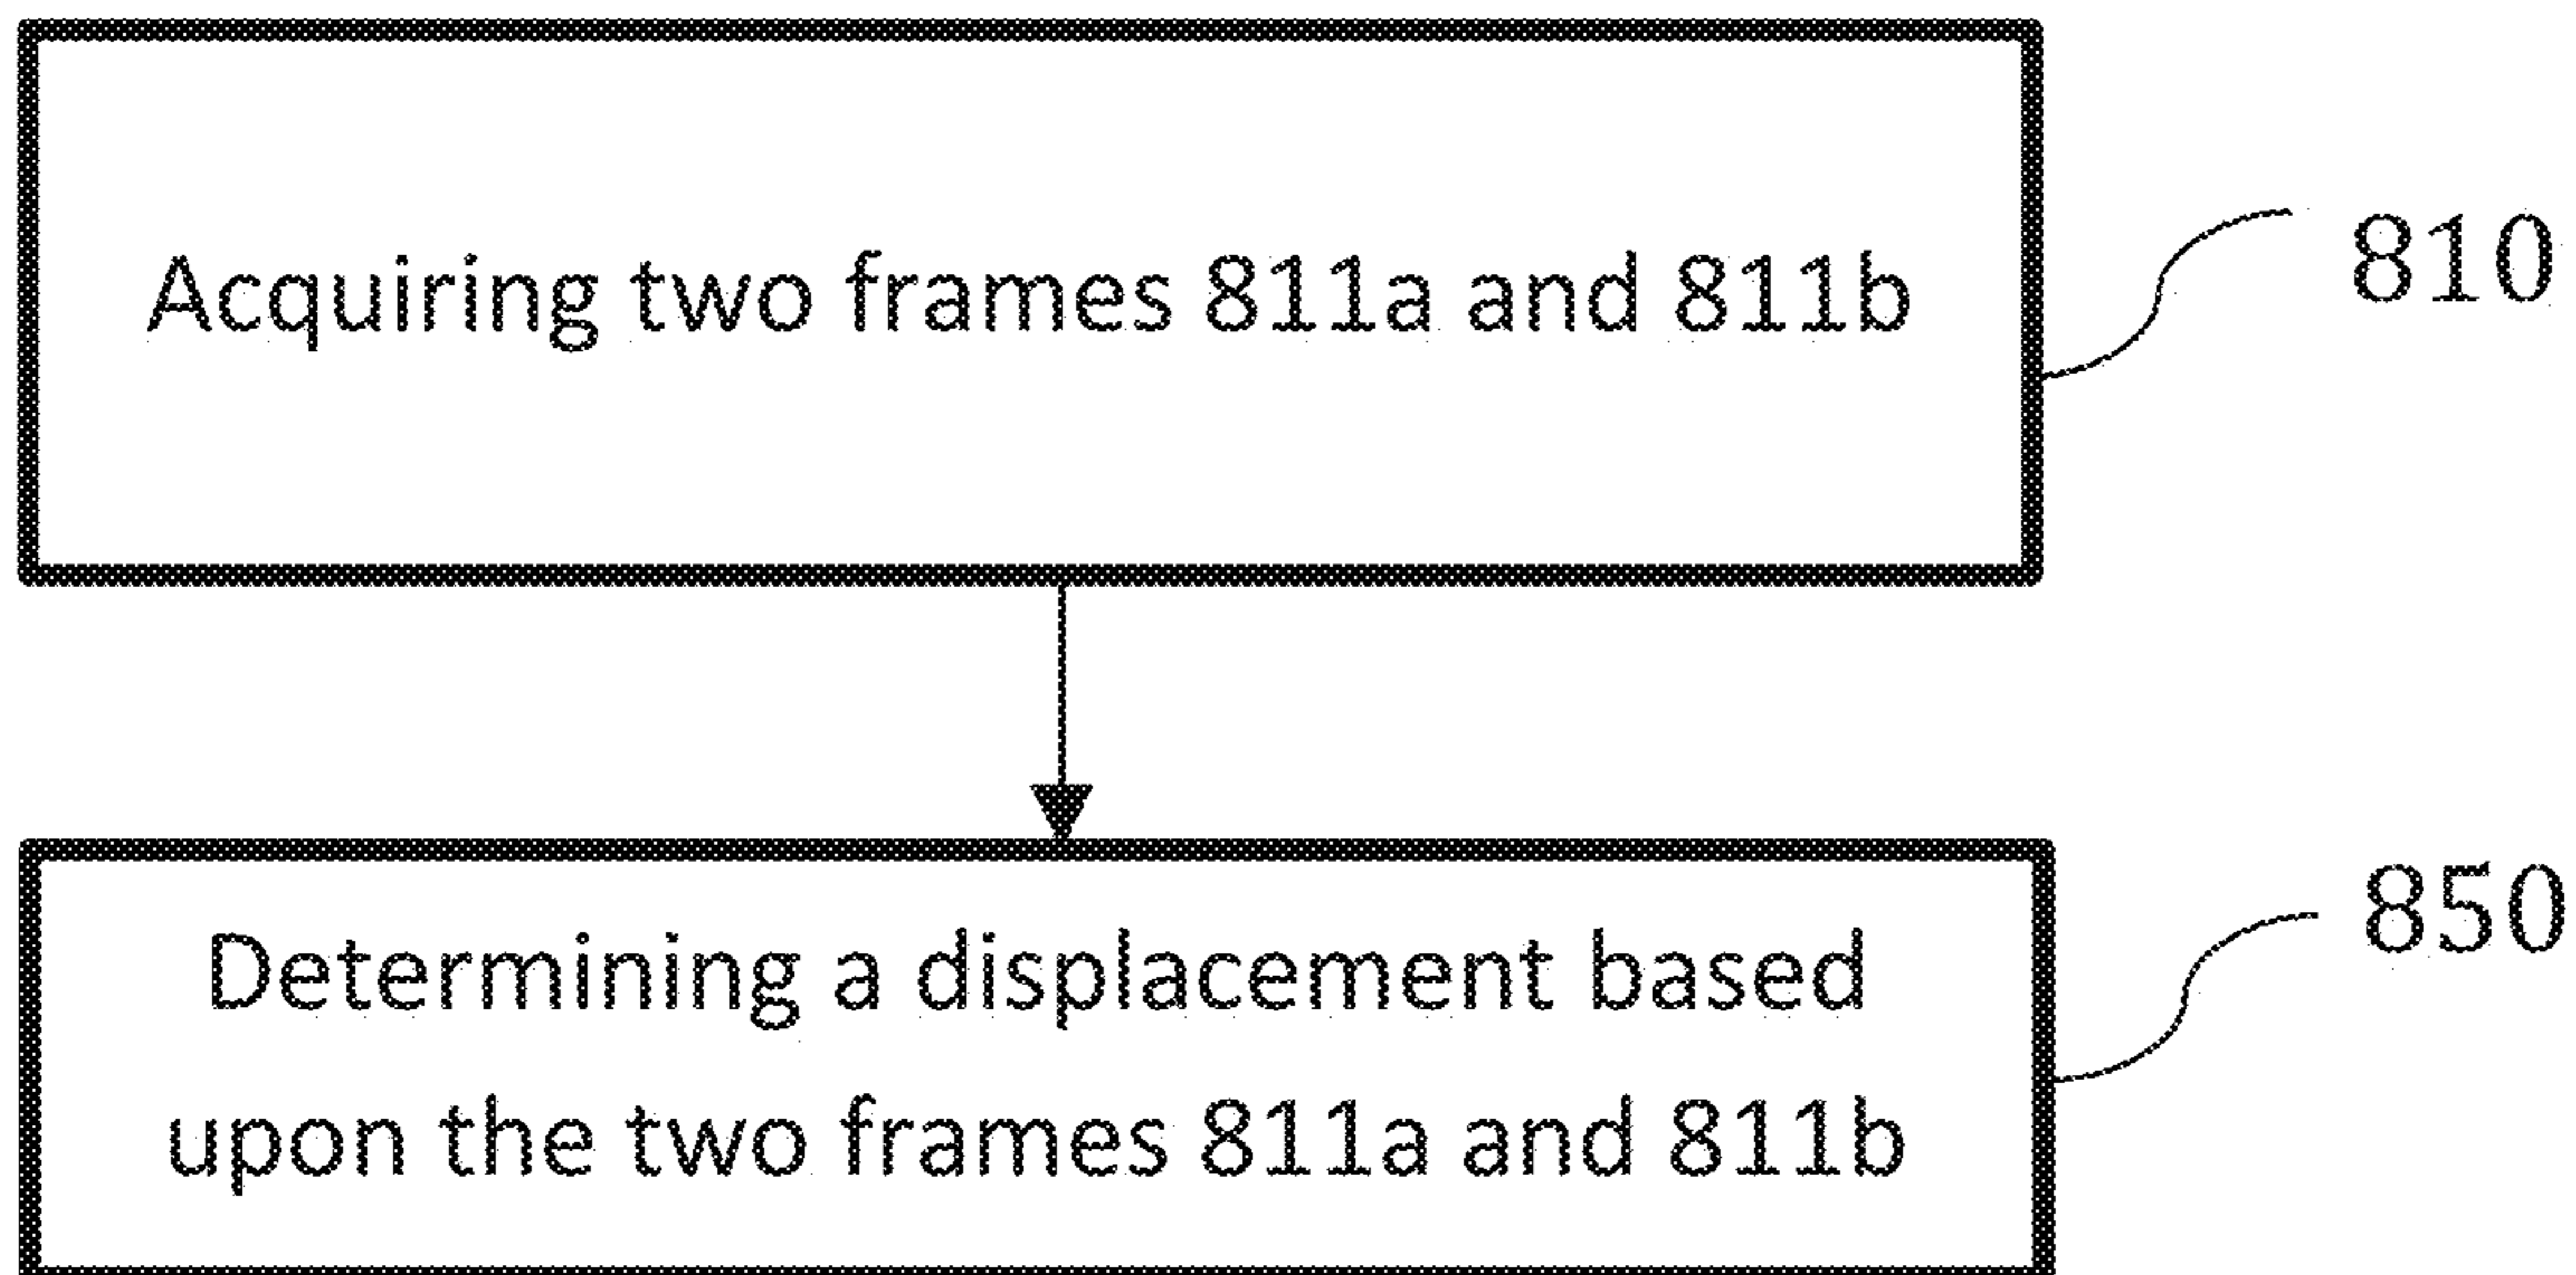 Acquiring two frames 811a and 811b
810
Determining a displacement based
upon the two frames 811a and 811b
850